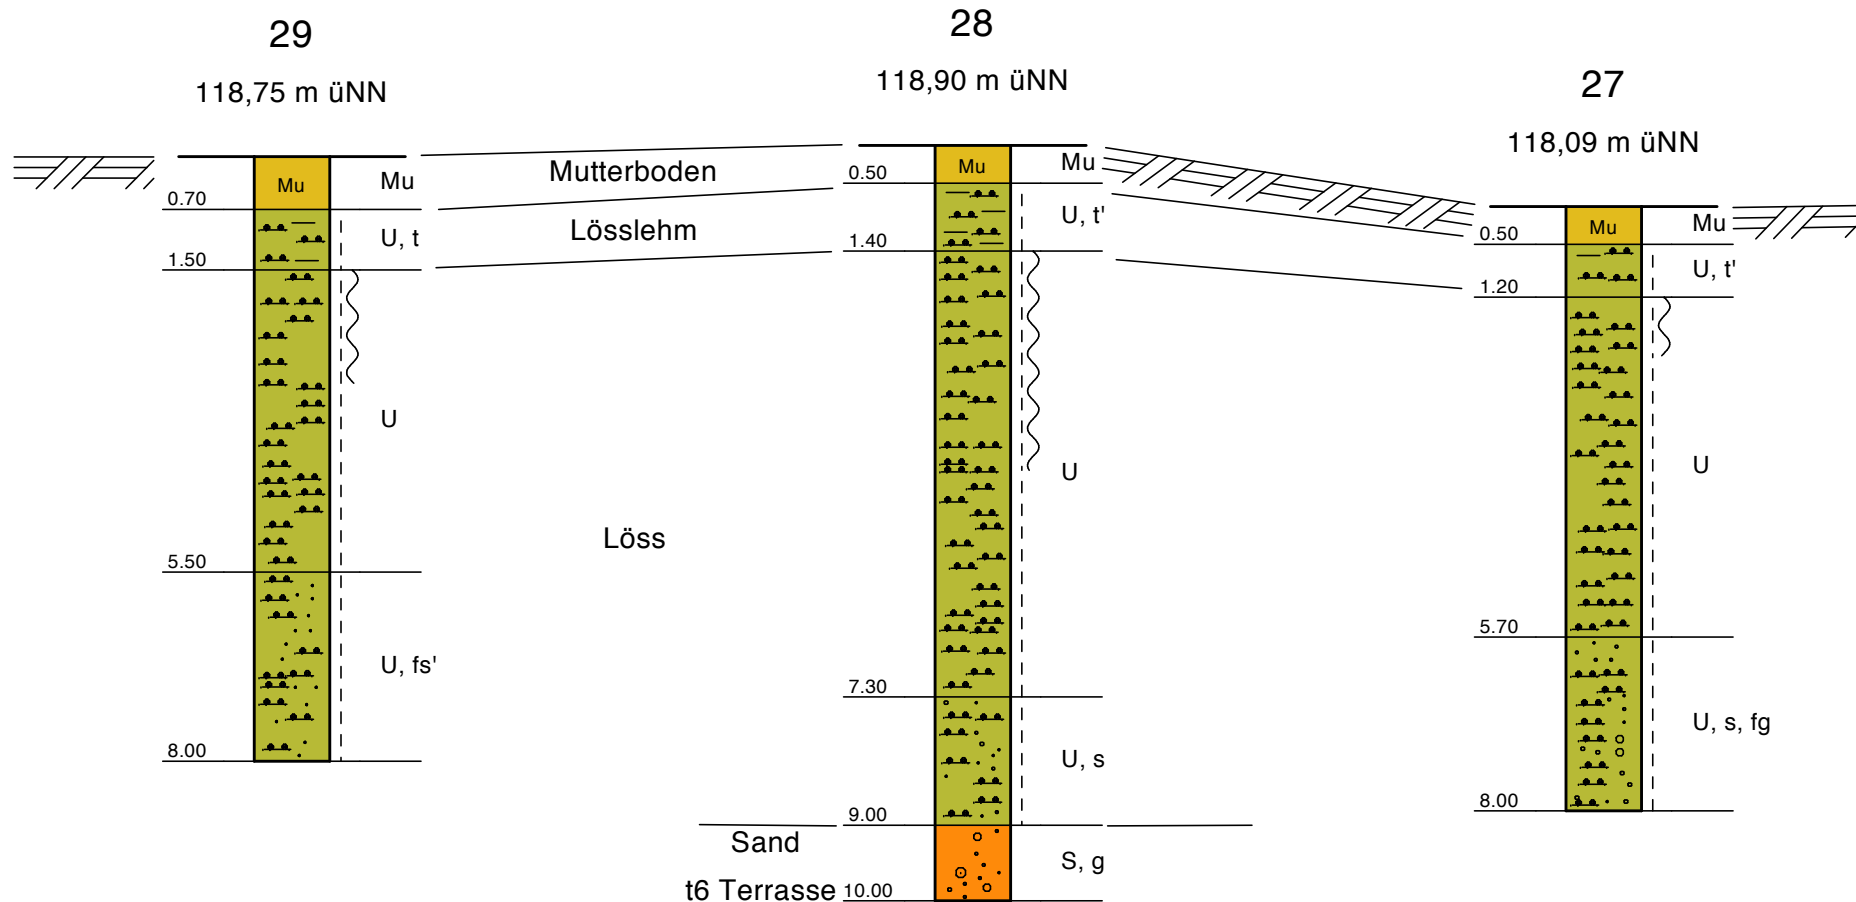 29
118,75 m üNN
Mu
Mu
0.70
U, t
1.50
U
5.50
U, fs'
8.00
Mutterboden
Lösslehm
Löss
Sand
t6 Terrasse
28
118,90 m üNN
Mu
Mu
0.50
U, t'
1.40
U
7.30
U, s
9.00
S, g
10.00
27
118,09 m üNN
Mu
Mu
0.50
U, t'
1.20
U
5.70
U, s, fg
8.00